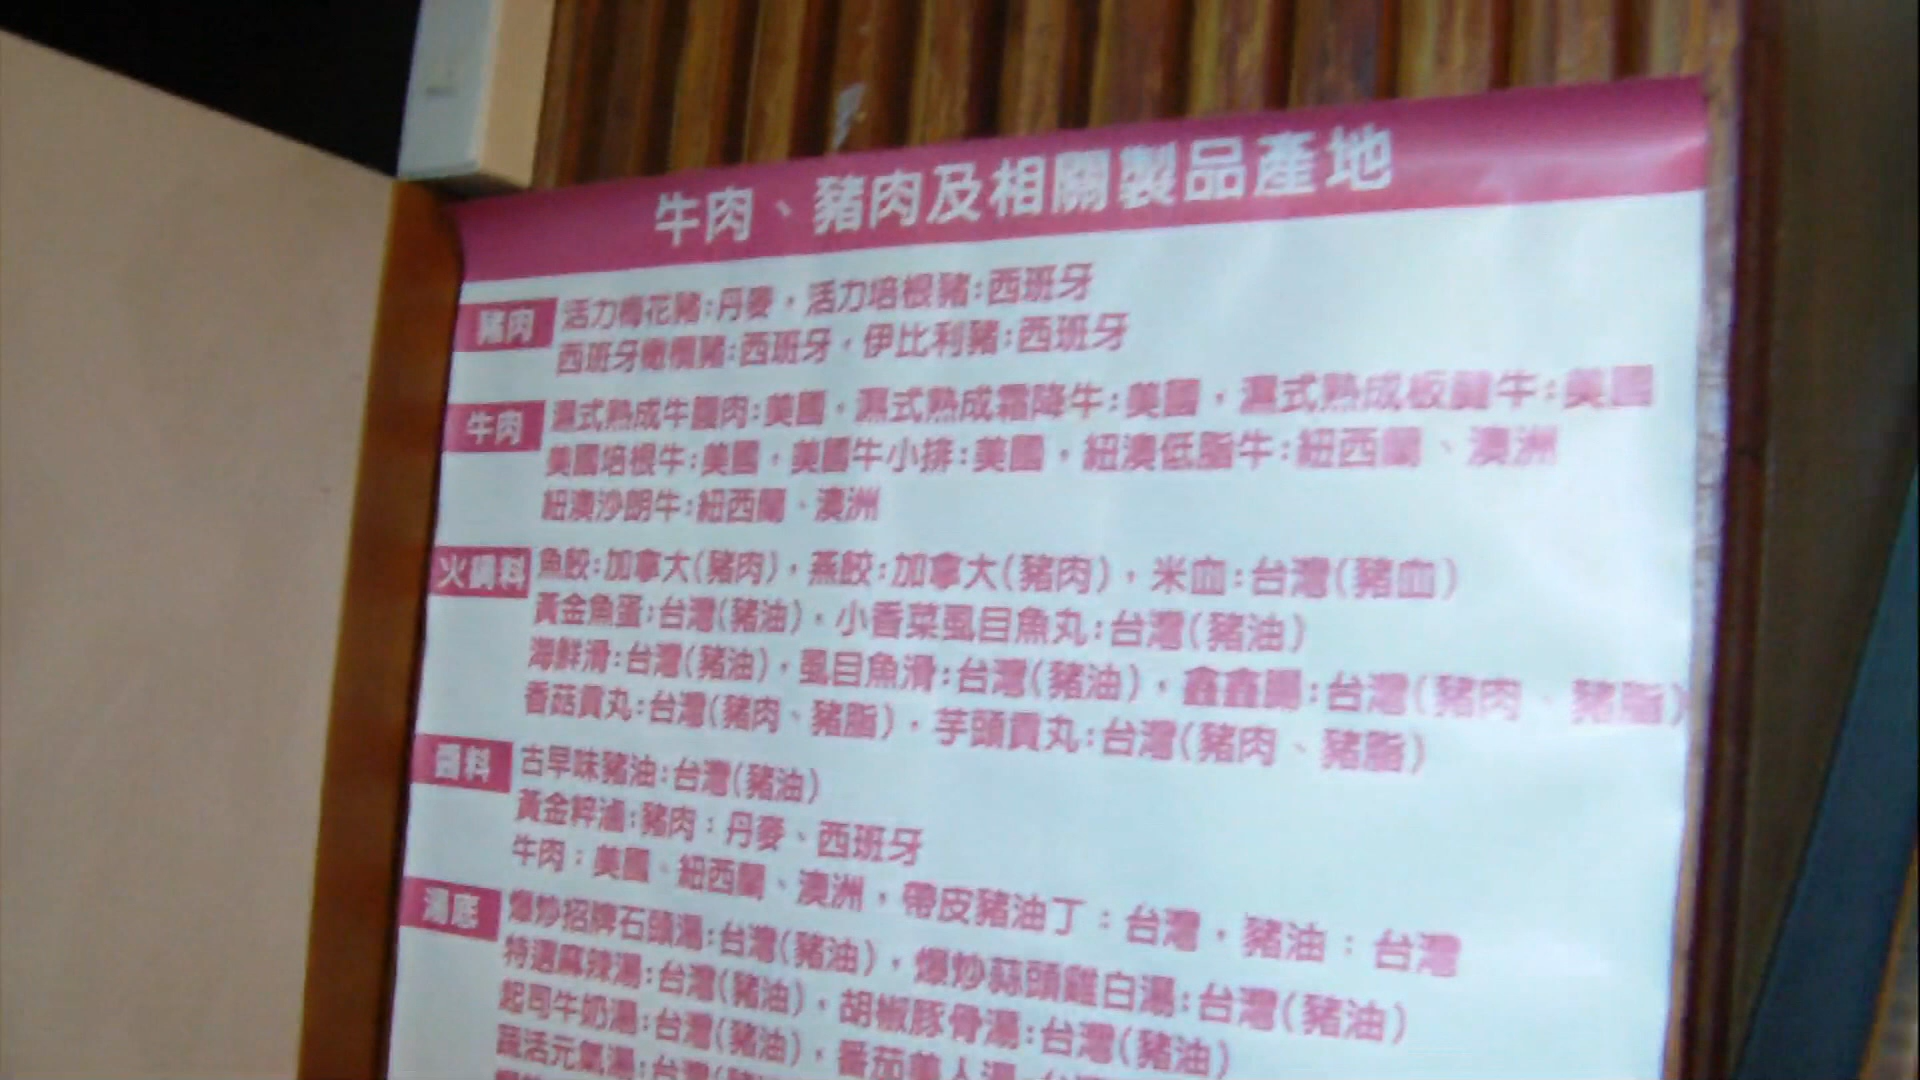 牛肉、豬肉及相關製品產地
豬肉 活力梅花豬:丹麥，活力培根豬:西班牙
西班牙橄欖豬:西班牙，伊比利豬:西班牙
牛肉 濕式熟成牛腱肉:美國，濕式熟成霜降牛:美國，濕式熟成板腱牛:美國
美國培根牛:美國，美國牛小排:美國，紐澳低脂牛:紐西蘭、澳洲
紐澳沙朗牛:紐西蘭、澳洲
火鍋料 魚餃:加拿大(豬肉)，燕餃:加拿大(豬肉)，米血:台灣(豬血)
黃金魚蛋:台灣(豬油)，小香菜虱目魚丸:台灣(豬油)
海鮮滑:台灣(豬油)，虱目魚滑:台灣(豬油)，鑫鑫腸:台灣(豬肉、豬脂)
香菇貢丸:台灣(豬肉、豬脂)，芋頭貢丸:台灣(豬肉、豬脂)
醬料 古早味豬油:台灣(豬油)
黃金粹滷:豬肉：丹麥、西班牙
牛肉：美國、紐西蘭、澳洲，帶皮豬油丁：台灣，豬油：台灣
湯底 爆炒招牌石頭湯:台灣(豬油)，爆炒蒜頭雞白湯:台灣(豬油)
特選麻辣湯:台灣(豬油)，胡椒豚骨湯:台灣(豬油)
起司牛奶湯:台灣(豬油)，番茄美人湯
蔬活元氣湯:台灣